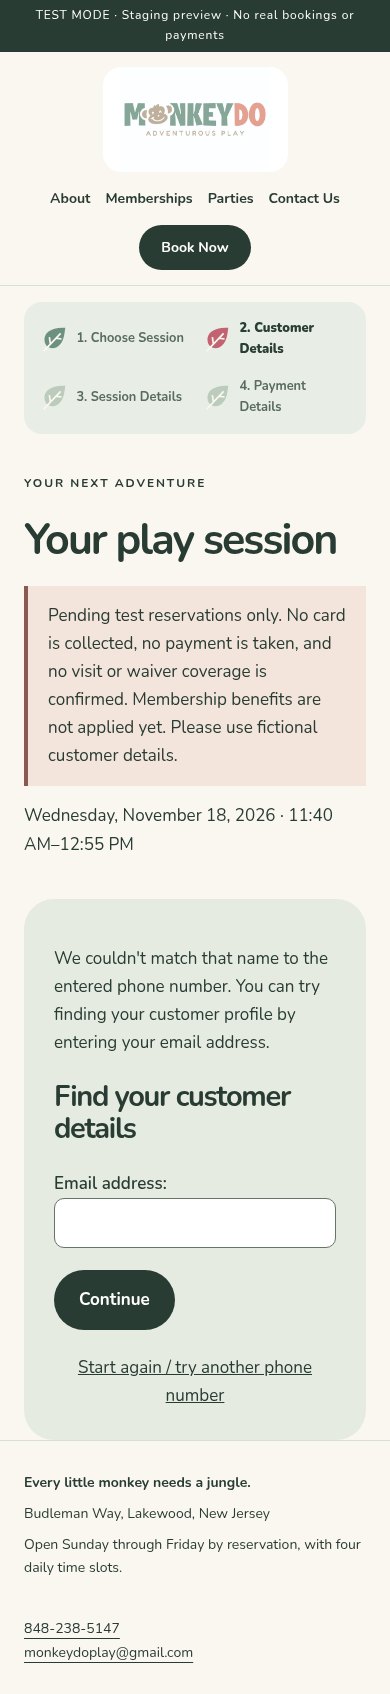 TEST MODE · Staging preview · No real bookings or
payments
MONKEYDO
ADVENTUROUS PLAY
About Memberships Parties Contact Us
Book Now
1. Choose Session
2. Customer
Details
3. Session Details
4. Payment
Details
YOUR NEXT ADVENTURE
Your play session
Pending test reservations only. No card
is collected, no payment is taken, and
no visit or waiver coverage is
confirmed. Membership benefits are
not applied yet. Please use fictional
customer details.
Wednesday, November 18, 2026 · 11:40
AM–12:55 PM
We couldn't match that name to the
entered phone number. You can try
finding your customer profile by
entering your email address.
Find your customer
details
Email address:
Continue
Start again / try another phone
number
Every little monkey needs a jungle.
Budleman Way, Lakewood, New Jersey
Open Sunday through Friday by reservation, with four
daily time slots.
848-238-5147
monkeydoplay@gmail.com